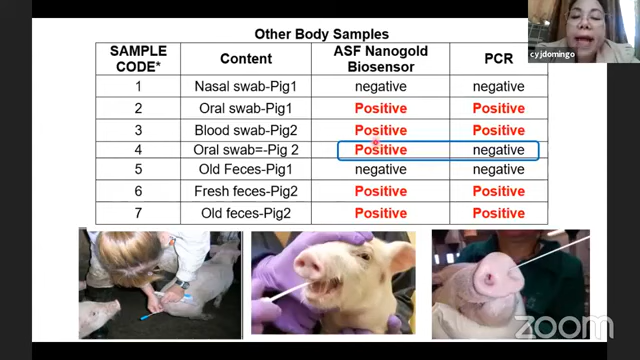 Other Body Samples
SAMPLE CODE* Content ASF Nanogold Biosensor PCR
1 Nasal swab-Pig1 negative negative
2 Oral swab-Pig1 Positive Positive
3 Blood swab-Pig2 Positive Positive
4 Oral swab=-Pig 2 Positive negative
5 Old Feces-Pig1 negative negative
6 Fresh feces-Pig2 Positive Positive
7 Old feces-Pig2 Positive Positive
cyjdomingo
zoom